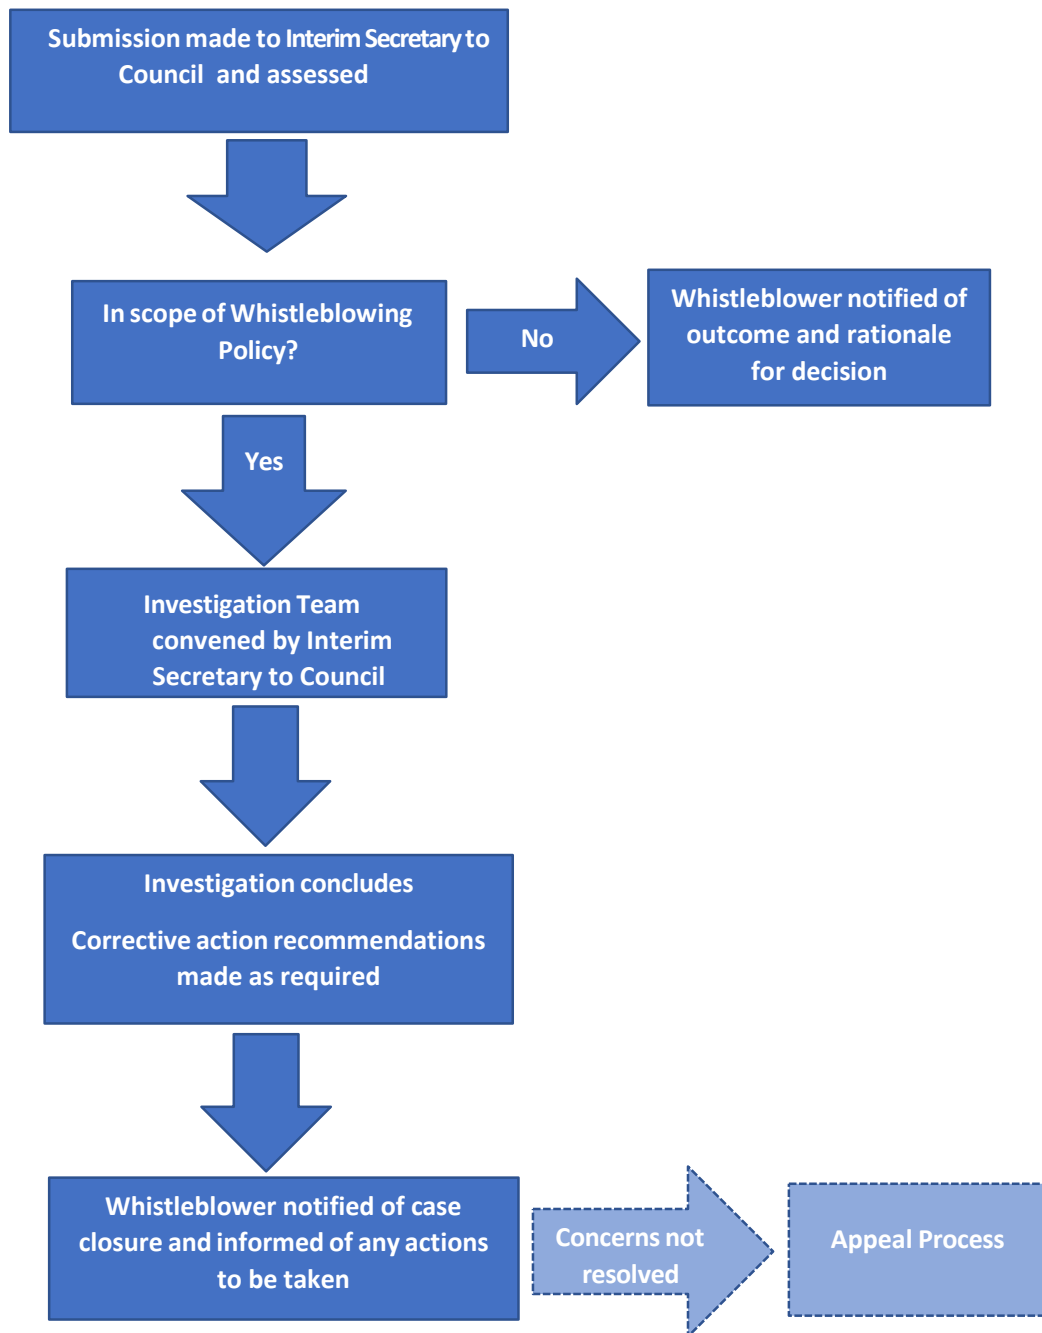 Submission made to Interim Secretary to
Council and assessed
In scope of Whistleblowing
Policy?
No
Whistleblower notified of
outcome and rationale
for decision
Yes
Investigation Team
convened by Interim
Secretary to Council
Investigation concludes
Corrective action recommendations
made as required
Whistleblower notified of case
closure and informed of any actions
to be taken
Concerns not
resolved
Appeal Process